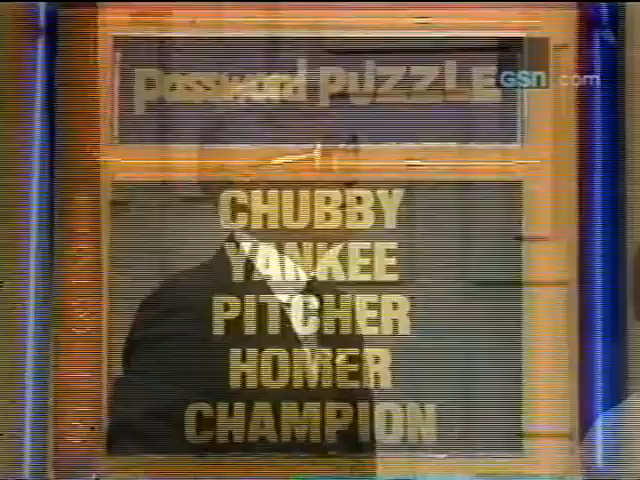 password PUZZLE
GSN.com
CHUBBY
YANKEE
PITCHER
HOMER
CHAMPION